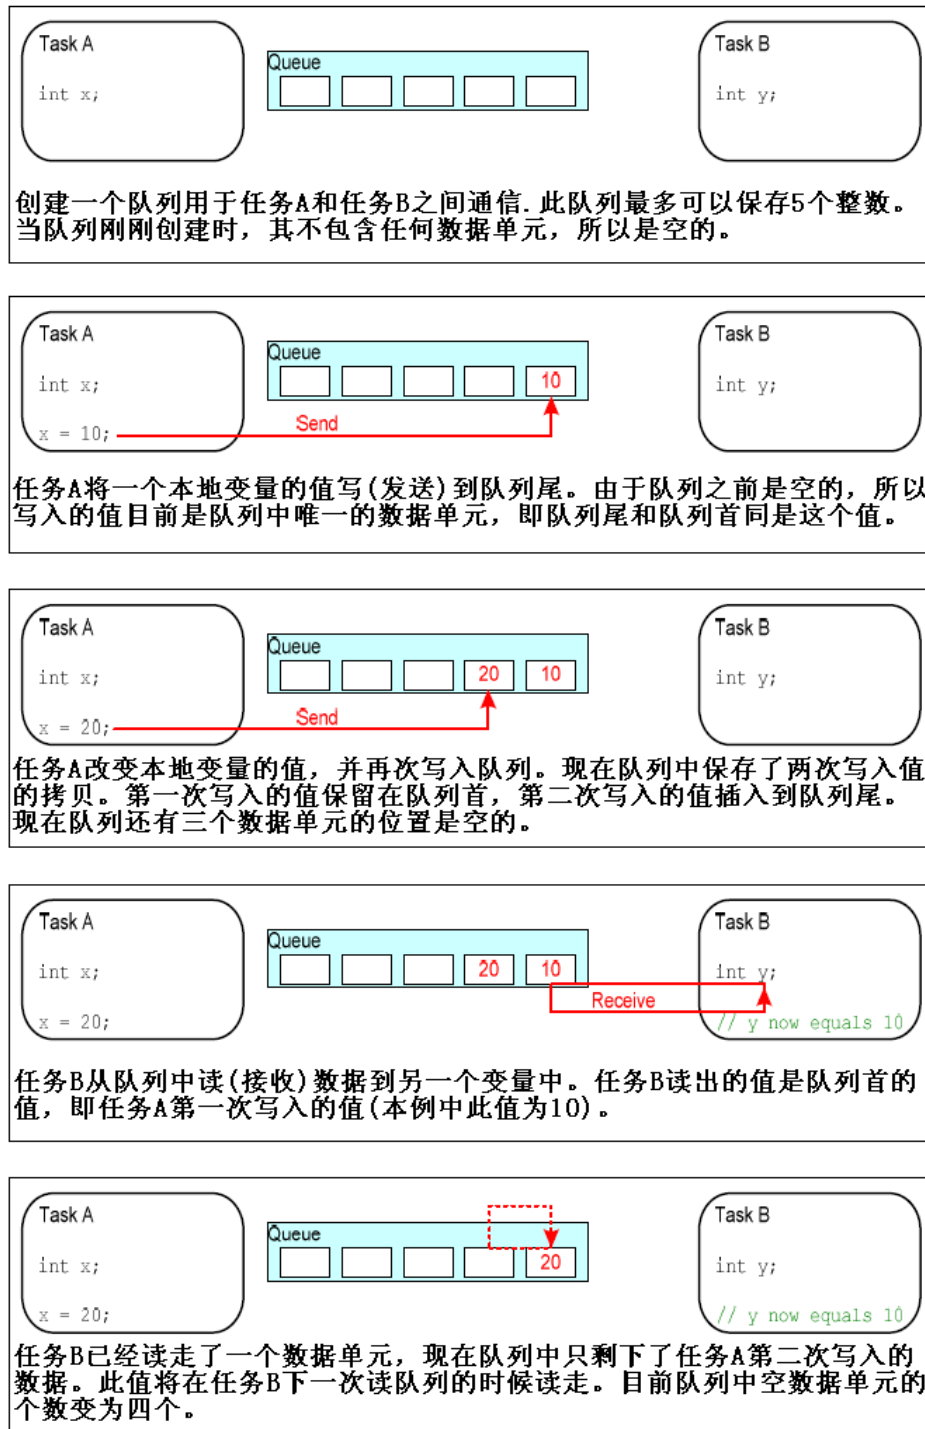 Task A
int x;
Queue
Task B
int y;
创建一个队列用于任务A和任务B之间通信. 此队列最多可以保存5个整数。
当队列刚刚创建时，其不包含任何数据单元，所以是空的。
Task A
int x;
x = 10;
Send
Queue
10
Task B
int y;
任务A将一个本地变量的值写(发送)到队列尾。由于队列之前是空的，所以
写入的值目前是队列中唯一的数据单元，即队列尾和队列首同是这个值。
Task A
int x;
x = 20;
Send
Queue
20 10
Task B
int y;
任务A改变本地变量的值，并再次写入队列。现在队列中保存了两次写入值
的拷贝。第一次写入的值保留在队列首，第二次写入的值插入到队列尾。
现在队列还有三个数据单元的位置是空的。
Task A
int x;
x = 20;
Queue
20 10
Receive
Task B
int y;
// y now equals 10
任务B从队列中读(接收)数据到另一个变量中。任务B读出的值是队列首的
值，即任务A第一次写入的值(本例中此值为10)。
Task A
int x;
x = 20;
Queue
20
Task B
int y;
// y now equals 10
任务B已经读走了一个数据单元，现在队列中只剩下了任务A第二次写入的
数据。此值将在任务B下一次读队列的时候读走。目前队列中空数据单元的
个数变为四个。